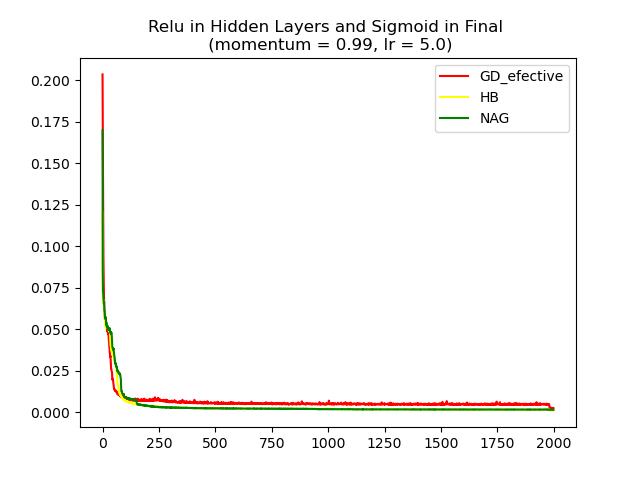 Relu in Hidden Layers and Sigmoid in Final
(momentum = 0.99, lr = 5.0)
GD_efective
HB
NAG
0.200
0.175
0.150
0.125
0.100
0.075
0.050
0.025
0.000
0 250 500 750 1000 1250 1500 1750 2000